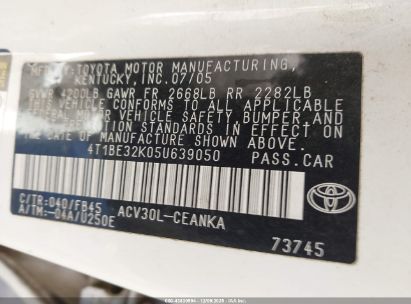 MFD. BY: TOYOTA MOTOR MANUFACTURING,
KENTUCKY, INC. 07/05
GVWR 4200LB GAWR FR 2668LB RR 2282LB
THIS VEHICLE CONFORMS TO ALL APPLICABLE
FEDERAL MOTOR VEHICLE SAFETY, BUMPER, AND
THEFT PREVENTION STANDARDS IN EFFECT ON
THE DATE OF MANUFACTURE SHOWN ABOVE.
4T1BE32K05U639050 PASS.CAR
C/TR:040/FB45
A/TM:-04A/U250E
ACV30L-CEANKA
TOYOTA
73745